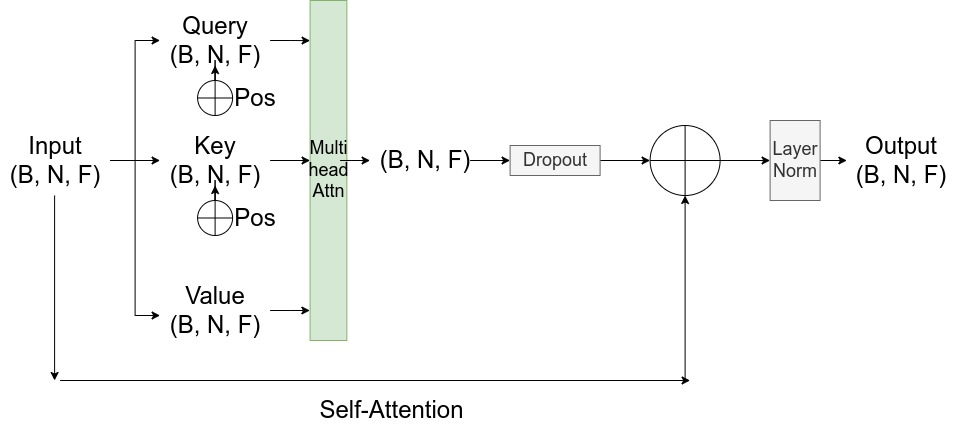 Query
(B, N, F)
Pos
Input
(B, N, F)
Key
(B, N, F)
Pos
Value
(B, N, F)
Multi
head
Attn
(B, N, F)
Dropout
Layer
Norm
Output
(B, N, F)
Self-Attention